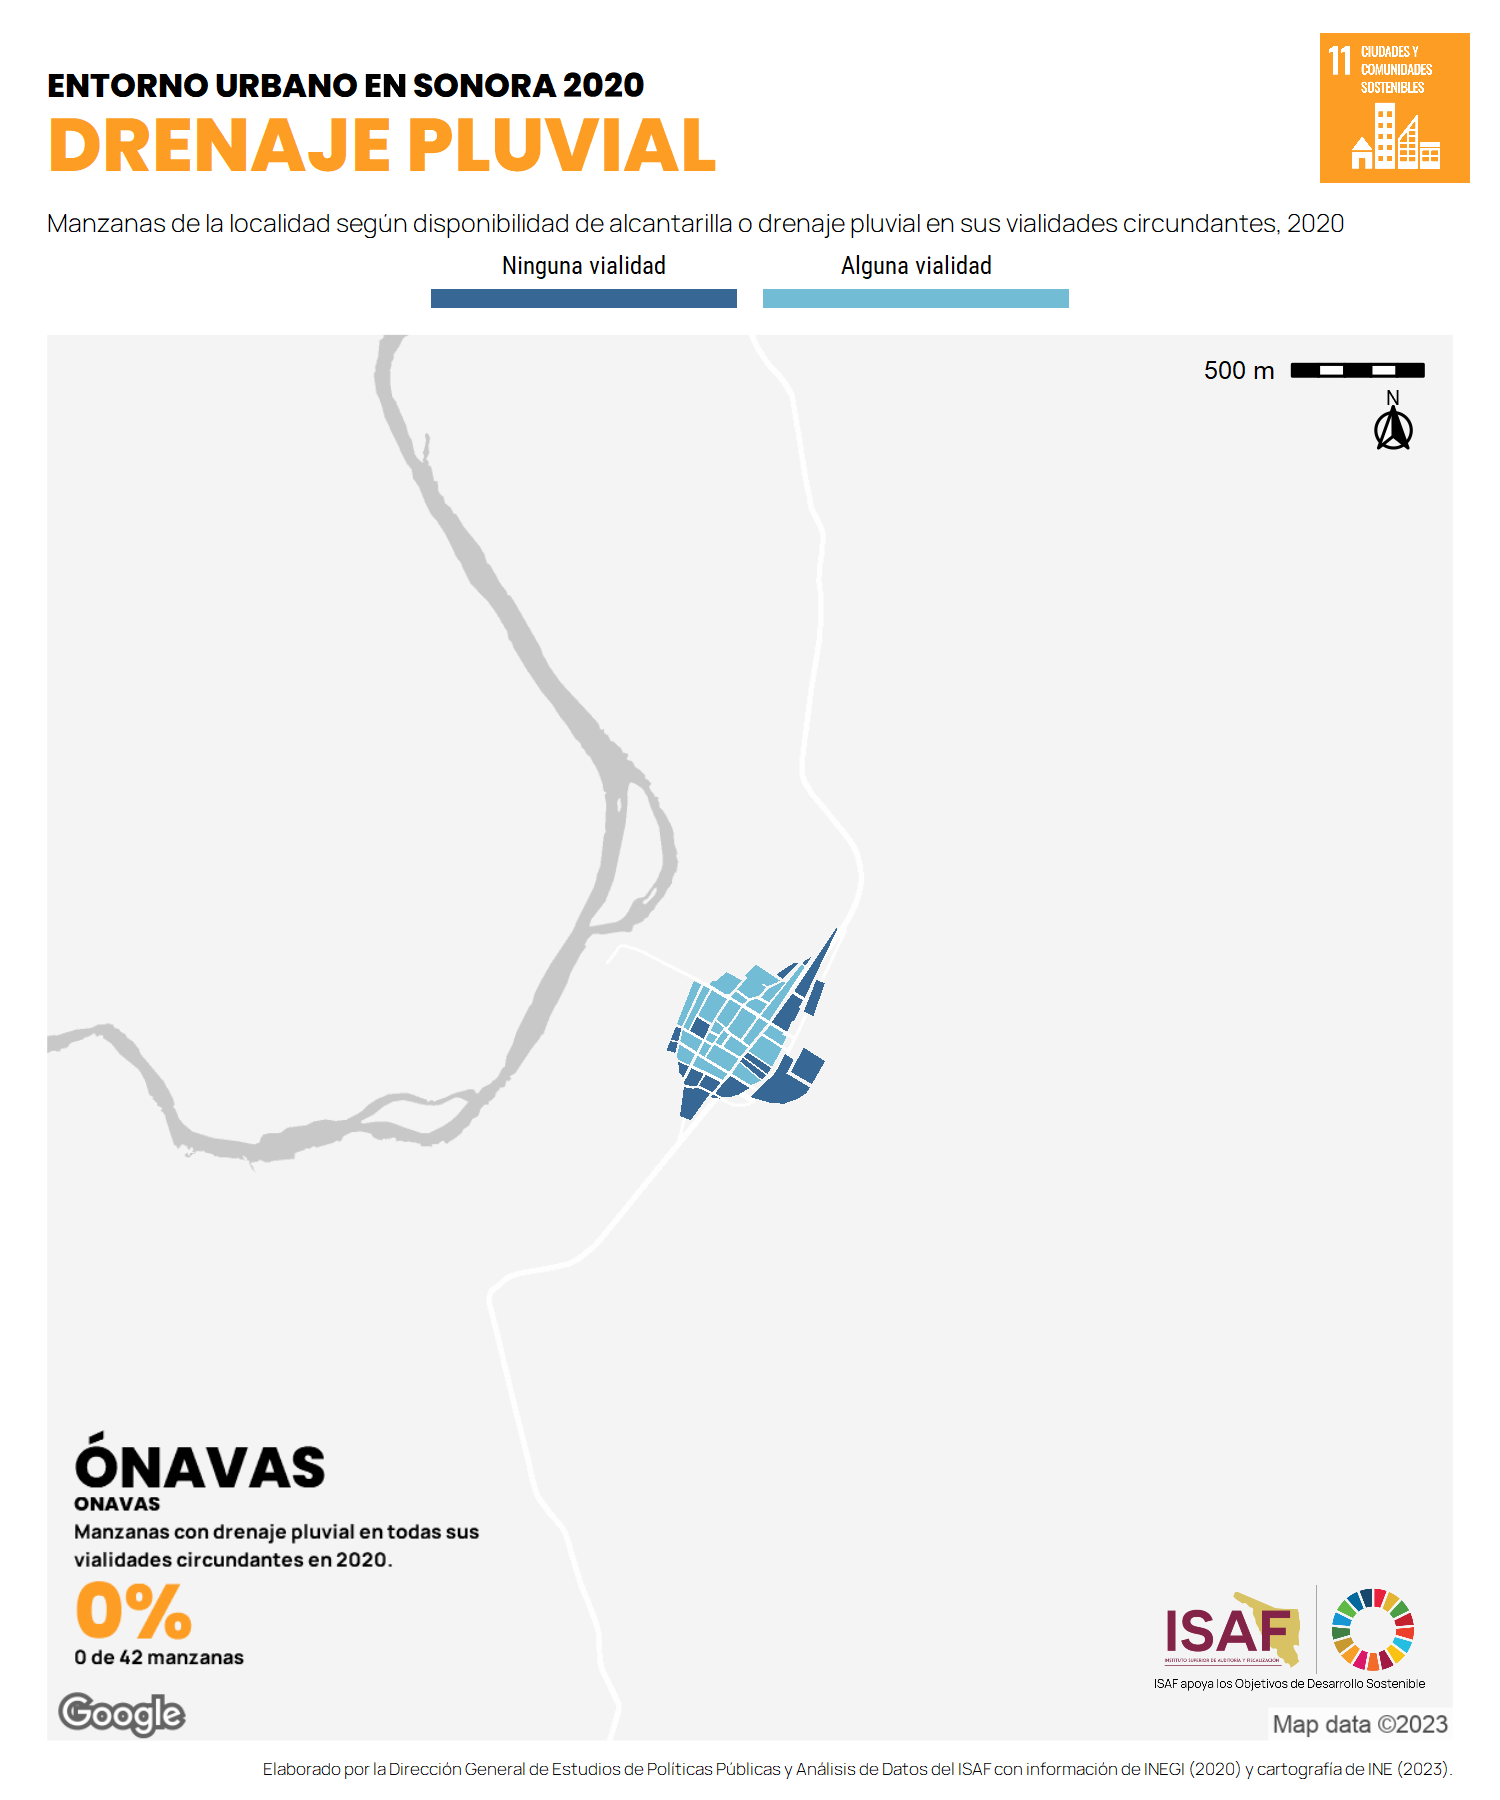 ENTORNO URBANO EN SONORA 2020
DRENAJE PLUVIAL
11 CIUDADES Y
COMUNIDADES
SOSTENIBLES
Manzanas de la localidad según disponibilidad de alcantarilla o drenaje pluvial en sus vialidades circundantes, 2020
Ninguna vialidad
Alguna vialidad
500 m
N
ÓNAVAS
ONAVAS
Manzanas con drenaje pluvial en todas sus
vialidades circundantes en 2020.
0%
0 de 42 manzanas
ISAF
INSTITUTO SUPERIOR DE AUDITORÍA Y FISCALIZACIÓN
ISAF apoya los Objetivos de Desarrollo Sostenible
Google
Map data ©2023
Elaborado por la Dirección General de Estudios de Políticas Públicas y Análisis de Datos del ISAF con información de INEGI (2020) y cartografía de INE (2023).